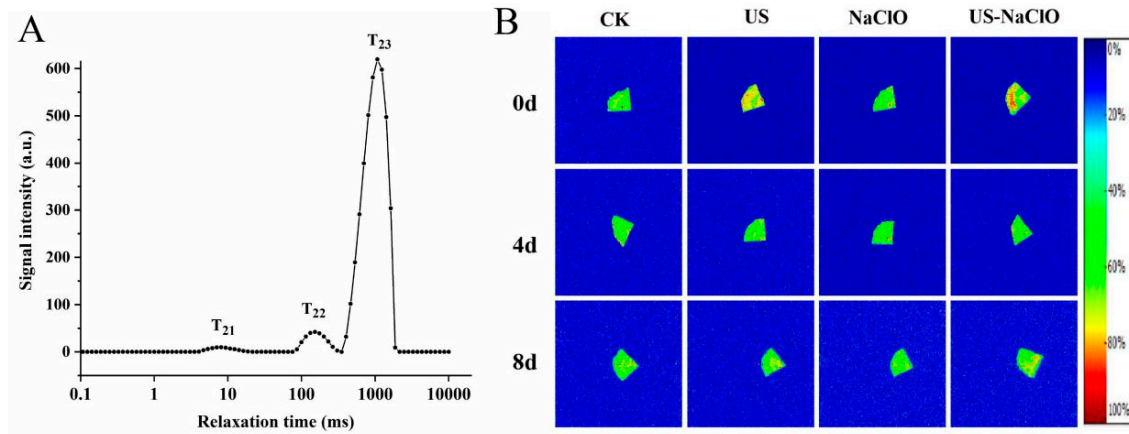 A
T21
T22
T23
600
500
400
300
200
100
0
Signal intensity (a.u.)
0.1 1 10 100 1000 10000
Relaxation time (ms)
B
CK US NaClO US-NaClO
0d
4d
8d
0%
20%
40%
60%
80%
100%